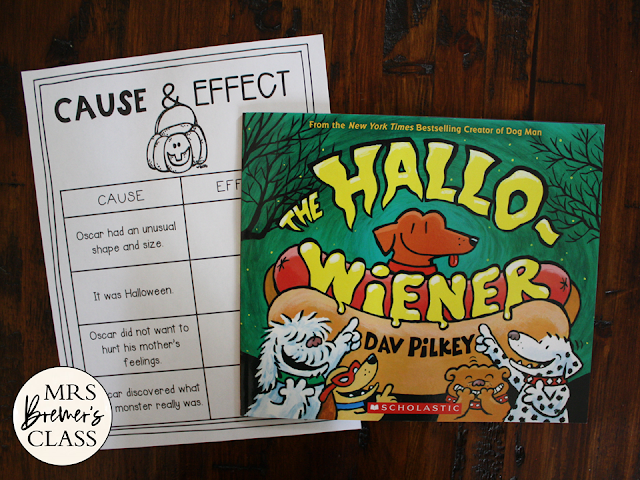 CAUSE & EFFECT
CAUSE
Oscar had an unusual
shape and size.
It was Halloween.
Oscar did not want to
hurt his mother's
feelings.
discovered what
monster really was.
From the New York Times Bestselling Creator of Dog Man
THE HALLO-
WIENER
DAV PILKEY
SCHOLASTIC
MRS
Bremer's
CLASS